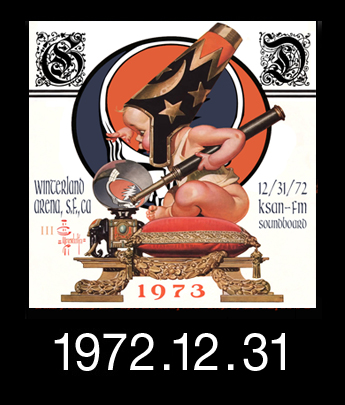 G D
Winterland
arena, S.F., CA
12/31/72
KSAN-FM
soundboard
1973
1972.12.31